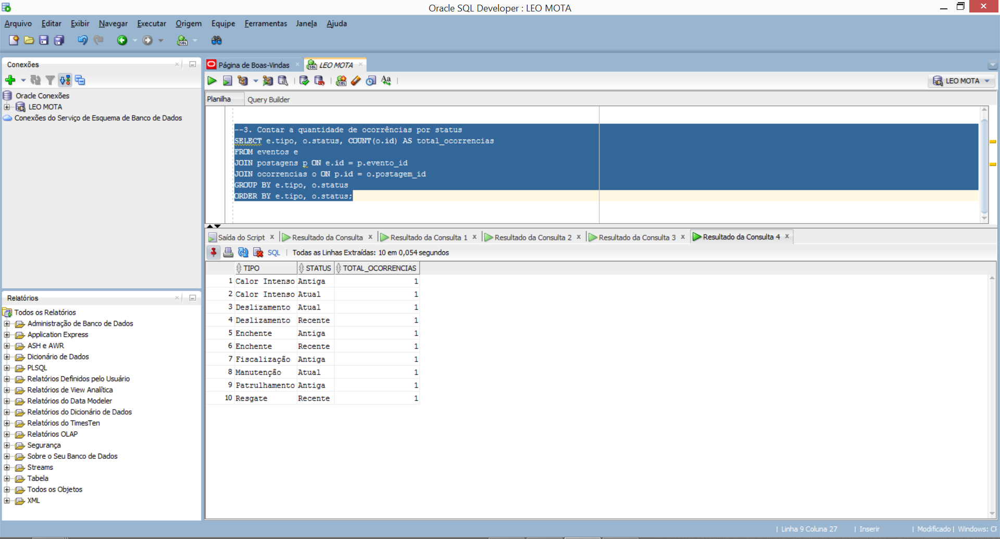 Oracle SQL Developer : LEO MOTA
Arquivo Editar Exibir Navegar Executar Origem Equipe Ferramentas Janela Ajuda
Conexões
Oracle Conexões
LEO MOTA
Conexões do Serviço de Esquema de Banco de Dados
Relatórios
Todos os Relatórios
Administração de Banco de Dados
Application Express
ASH e AWR
Dicionário de Dados
PLSQL
Relatórios Definidos pelo Usuário
Relatórios de View Analítica
Relatórios do Data Modeler
Relatórios do Dicionário de Dados
Relatórios do TimesTen
Relatórios OLAP
Segurança
Sobre o Seu Banco de Dados
Streams
Tabela
Todos os Objetos
XML
Página de Boas-Vindas LEO MOTA
LEO MOTA
Planilha Query Builder
--3. Contar a quantidade de ocorrências por status
SELECT e.tipo, o.status, COUNT(o.id) AS total_ocorrencias
FROM eventos e
JOIN postagens p ON e.id = p.evento_id
JOIN ocorrencias o ON p.id = o.postagem_id
GROUP BY e.tipo, o.status
ORDER BY e.tipo, o.status;
Saída do Script Resultado da Consulta Resultado da Consulta 1 Resultado da Consulta 2 Resultado da Consulta 3 Resultado da Consulta 4
SQL Todas as Linhas Extraídas: 10 em 0,054 segundos
TIPO STATUS TOTAL_OCORRENCIAS
1 Calor Intenso Antiga 1
2 Calor Intenso Atual 1
3 Deslizamento Atual 1
4 Deslizamento Recente 1
5 Enchente Antiga 1
6 Enchente Recente 1
7 Fiscalização Antiga 1
8 Manutenção Atual 1
9 Patrulhamento Antiga 1
10 Resgate Recente 1
| Linha 9 Coluna 27 | Inserir | Modificado | Windows: